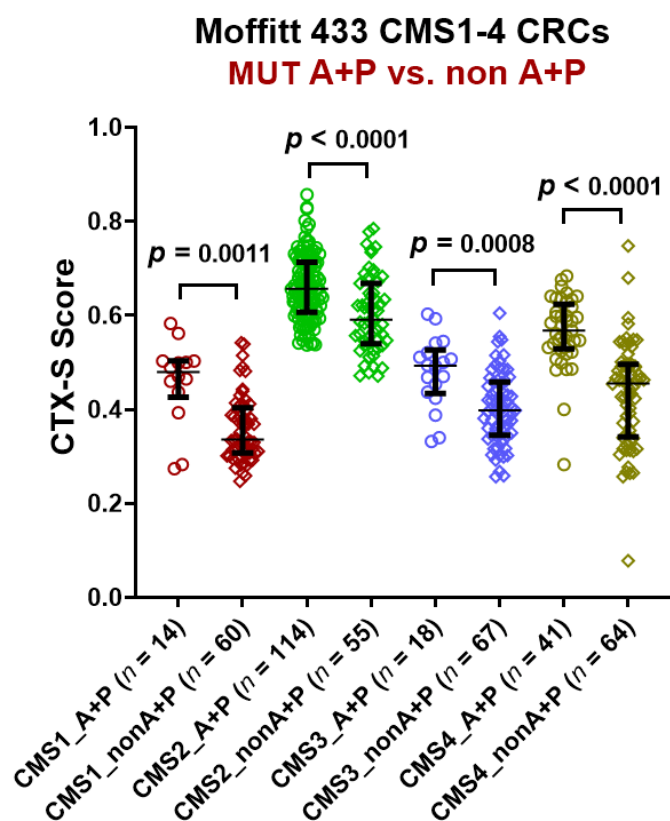 Moffitt 433 CMS1-4 CRCs
MUT A+P vs. non A+P
CTX-S Score
1.0
0.8
0.6
0.4
0.2
0.0
p = 0.0011
p < 0.0001
p = 0.0008
p < 0.0001
CMS1_A+P (n = 14)
CMS1_nonA+P (n = 60)
CMS2_A+P (n = 114)
CMS2_nonA+P (n = 55)
CMS3_A+P (n = 18)
CMS3_nonA+P (n = 67)
CMS4_A+P (n = 41)
CMS4_nonA+P (n = 64)